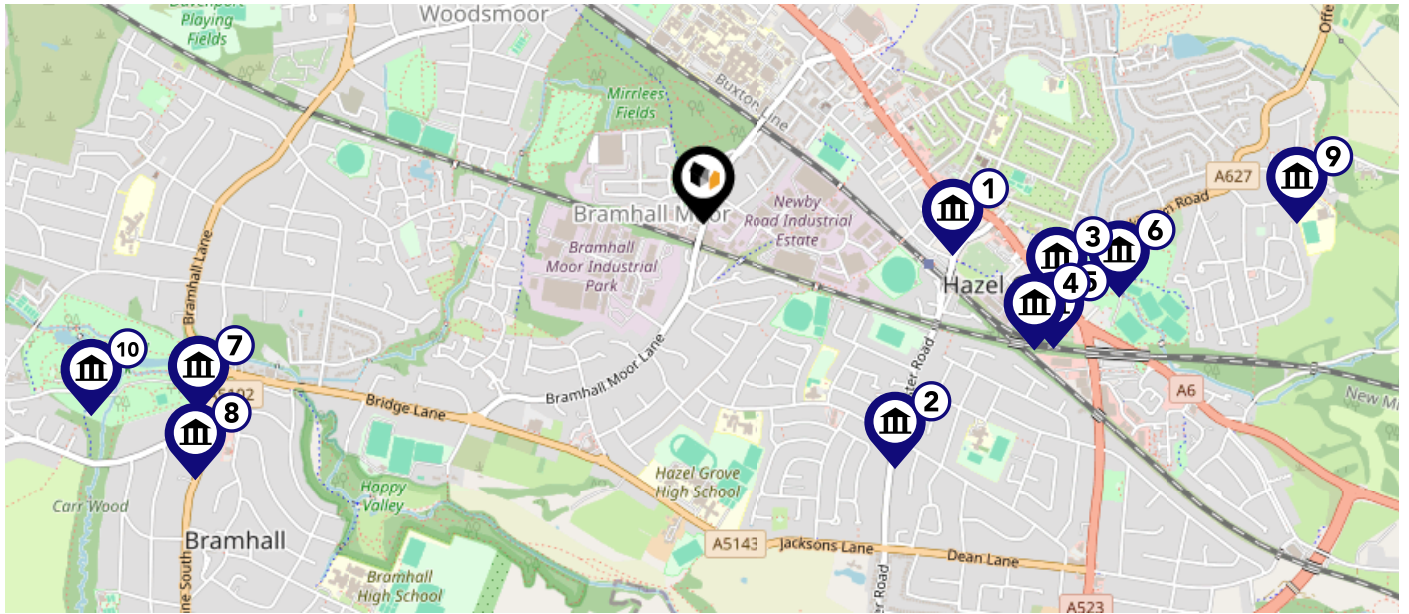 Davenport
Playing
Fields
Woodsmoor
Mirrlees
Fields
Buxton Lane
A627
9
1
Bramhall Moor
Newby
Road Industrial
Estate
Bramhall
Moor Industrial
Park
3
6
Hazel
4
5
Bramhall Lane
10
7
8
Bridge Lane
Bramhall Moor Lane
2
A6
Hazel Grove
High School
Happy
Valley
Carr Wood
Bramhall
A5143
Jacksons Lane
Dean Lane
Bramhall
High School
A523